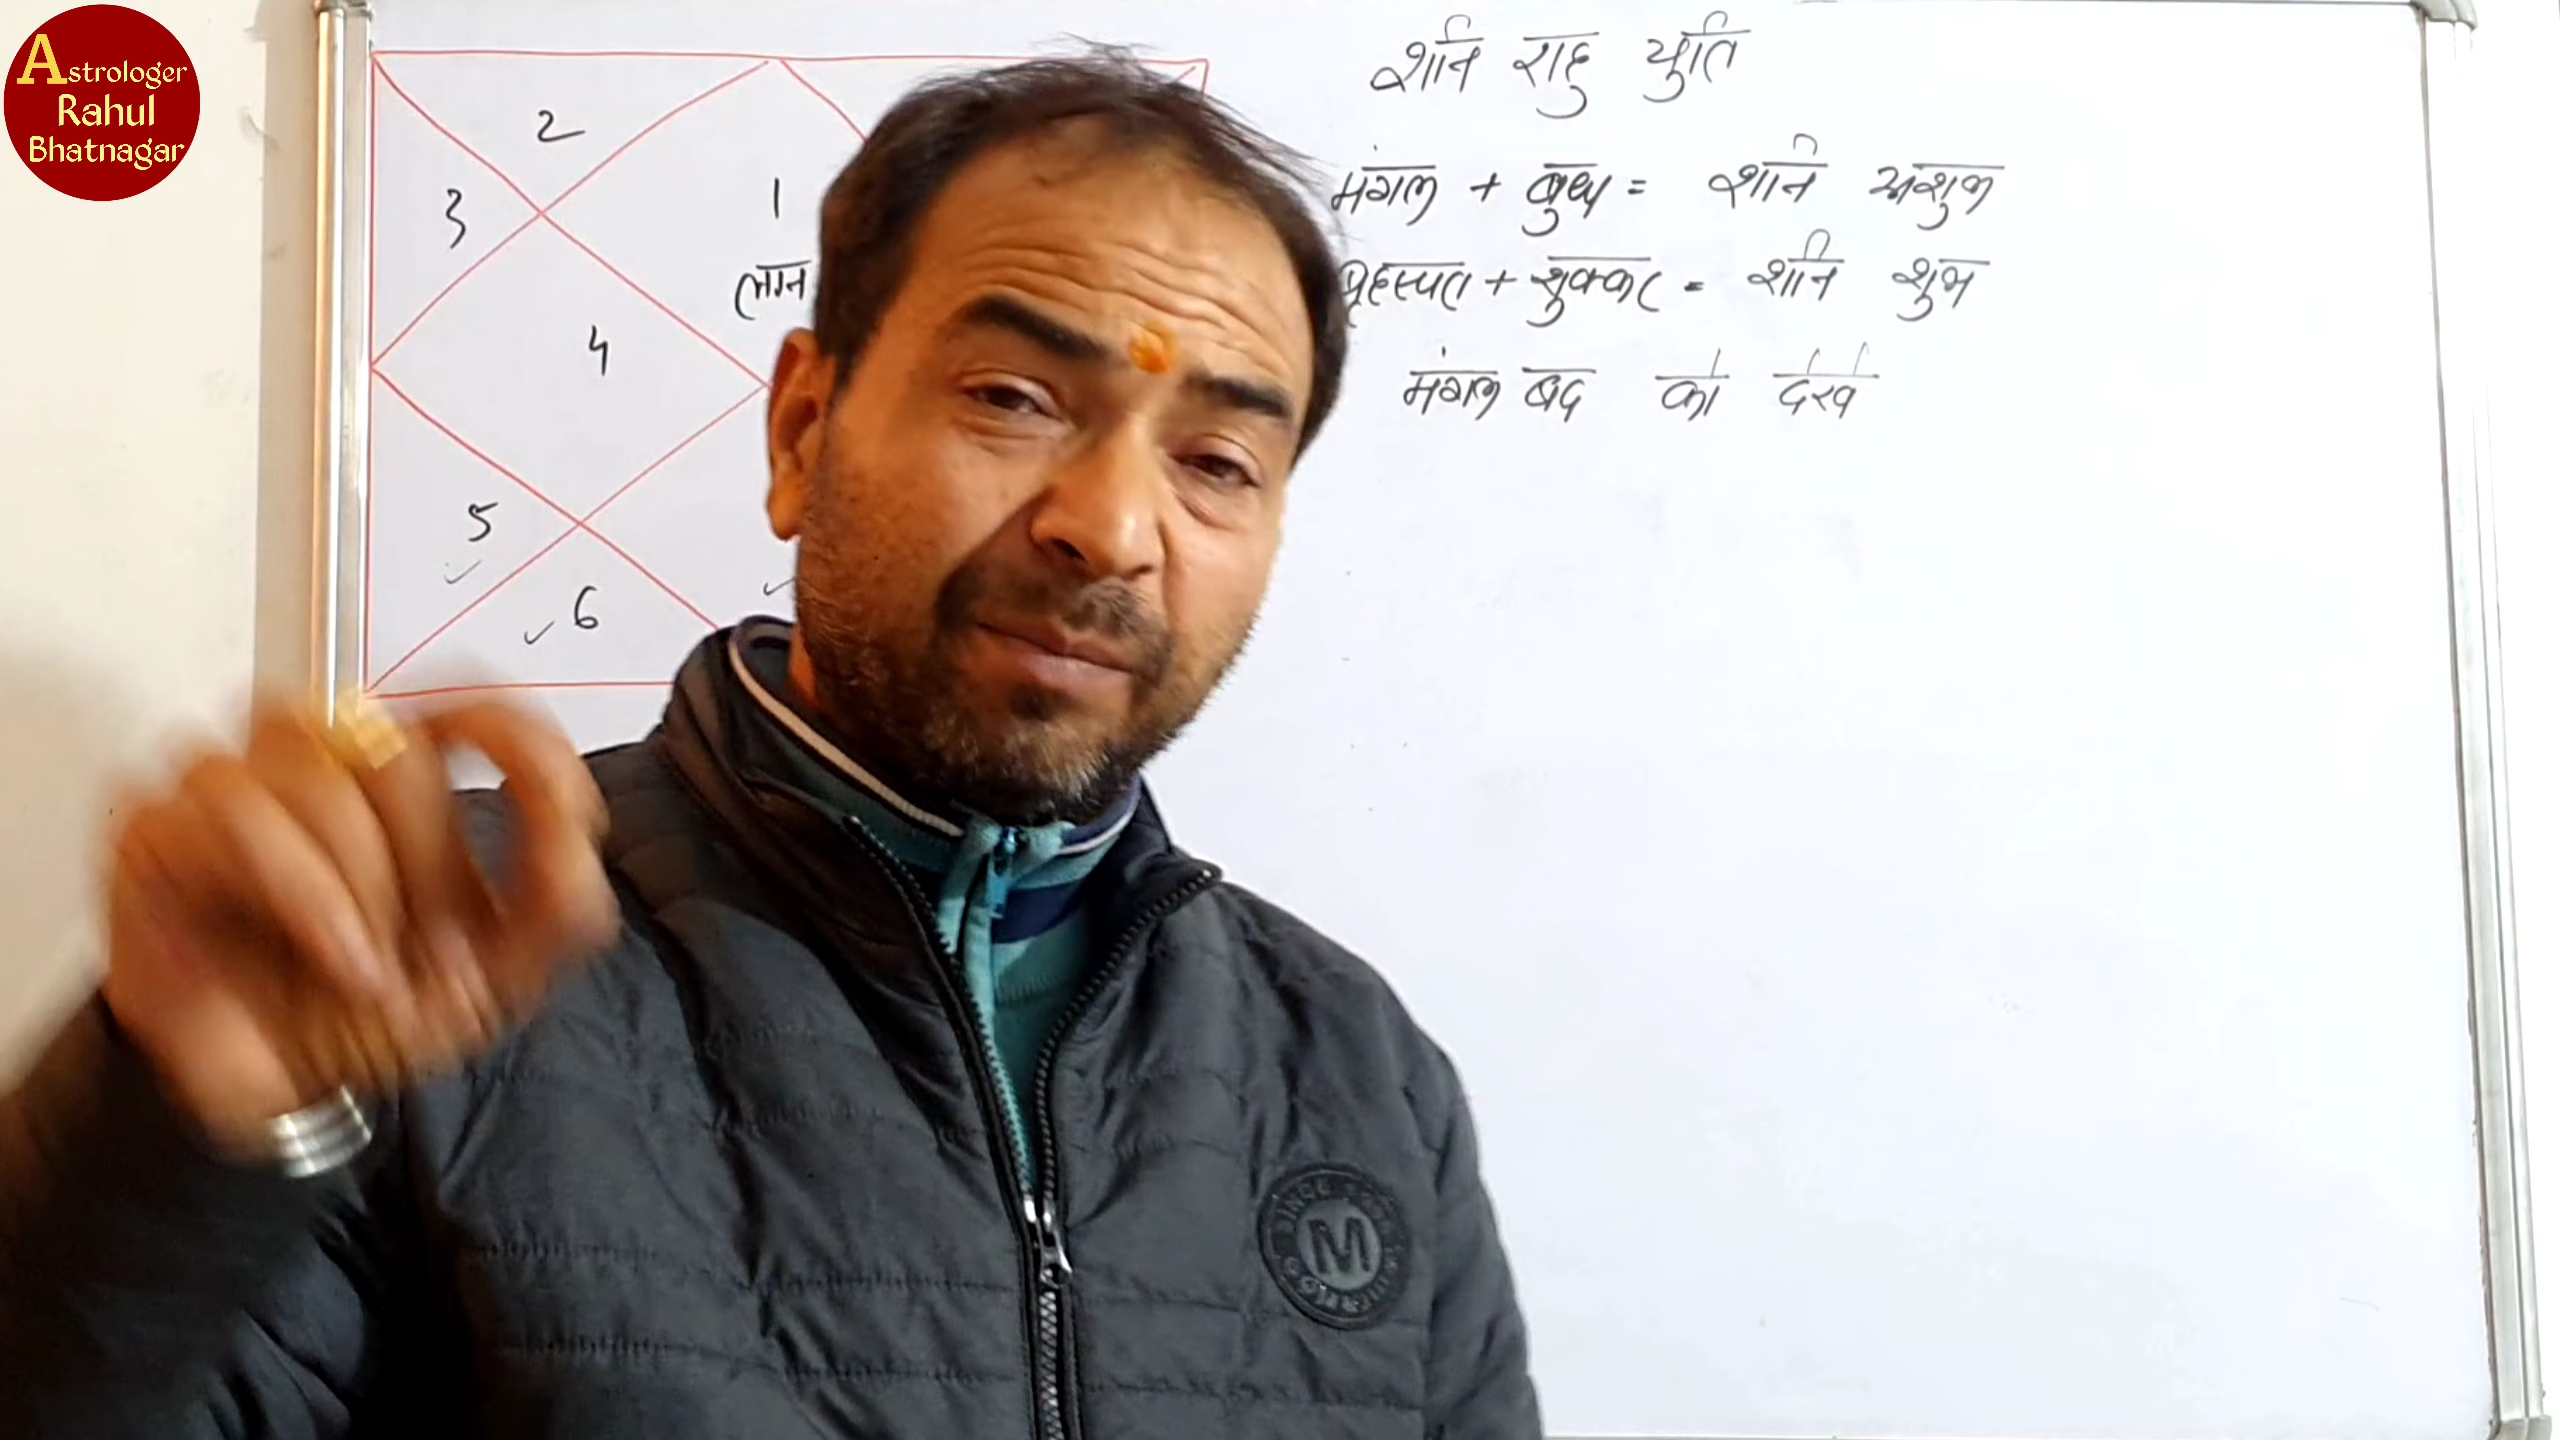 Astrologer
Rahul
Bhatnagar
2
3
1
लग्न
4
5
6
शनि राहु युति
मंगल + बुध = शनि अशुभ
बृहस्पत + शुक्कर = शनि शुभ
मंगल बद को देखे
M